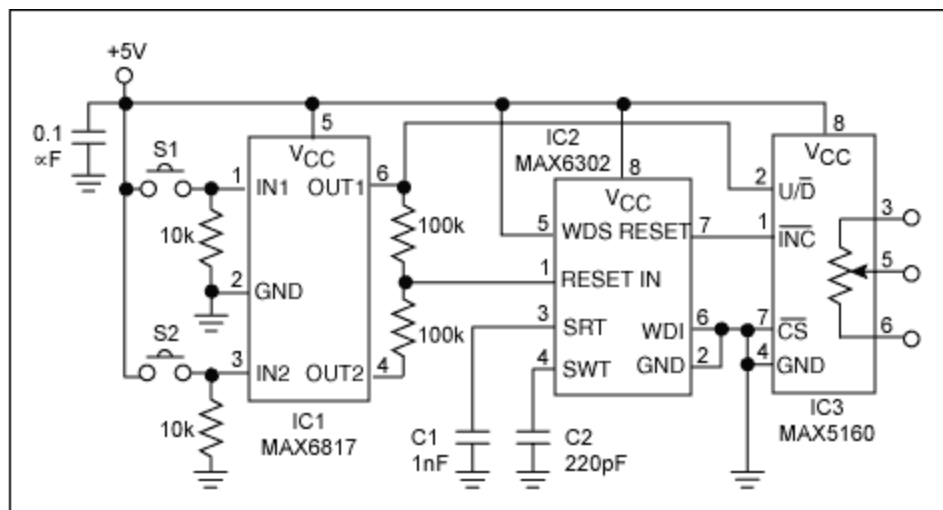 +5V
0.1
∝F
S1
10k
1
IN1
5
VCC
OUT1
6
2
GND
S2
10k
3
IN2
OUT2
4
IC1
MAX6817
100k
100k
C1
1nF
C2
220pF
IC2
MAX6302
8
VCC
5
WDS
RESET
7
1
RESET IN
3
SRT
4
SWT
WDI
6
GND
2
8
VCC
2
U/D̅
1
I̅N̅C̅
7
C̅S̅
4
GND
3
5
6
IC3
MAX5160